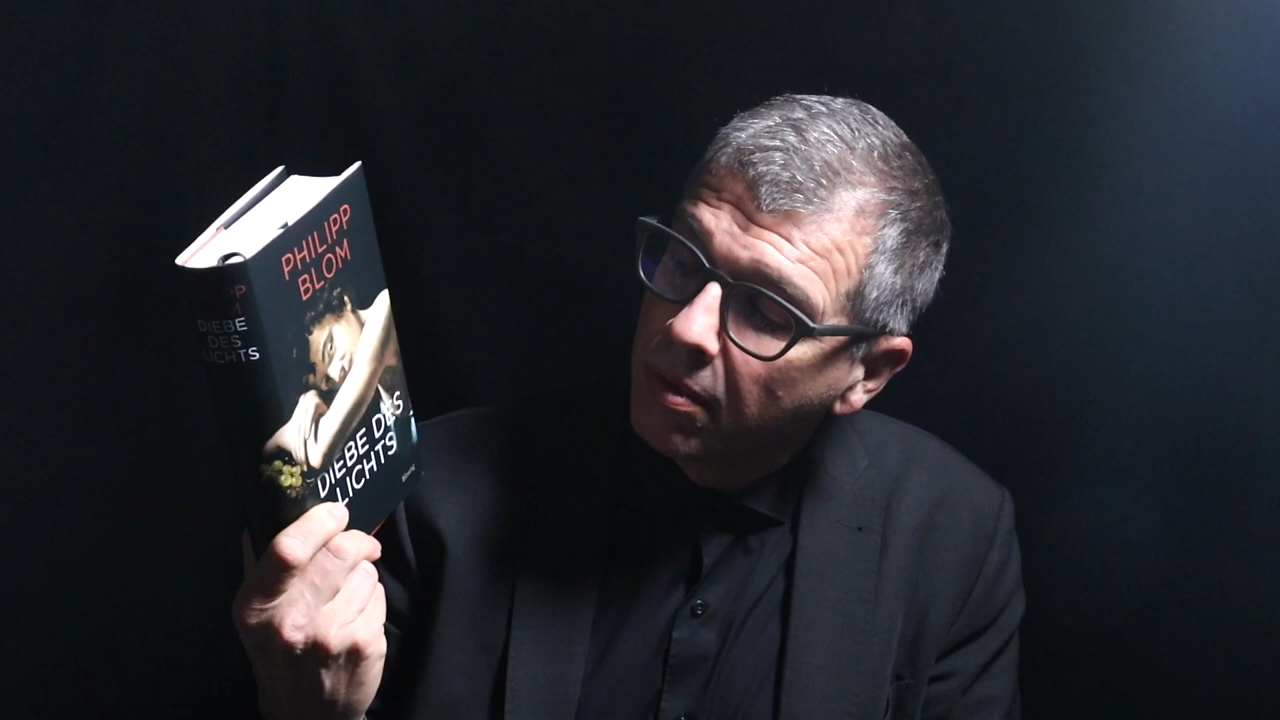 PHILIPP
BLOM
DIEBE DES
LICHTS
DIEBE
DES
LICHTS